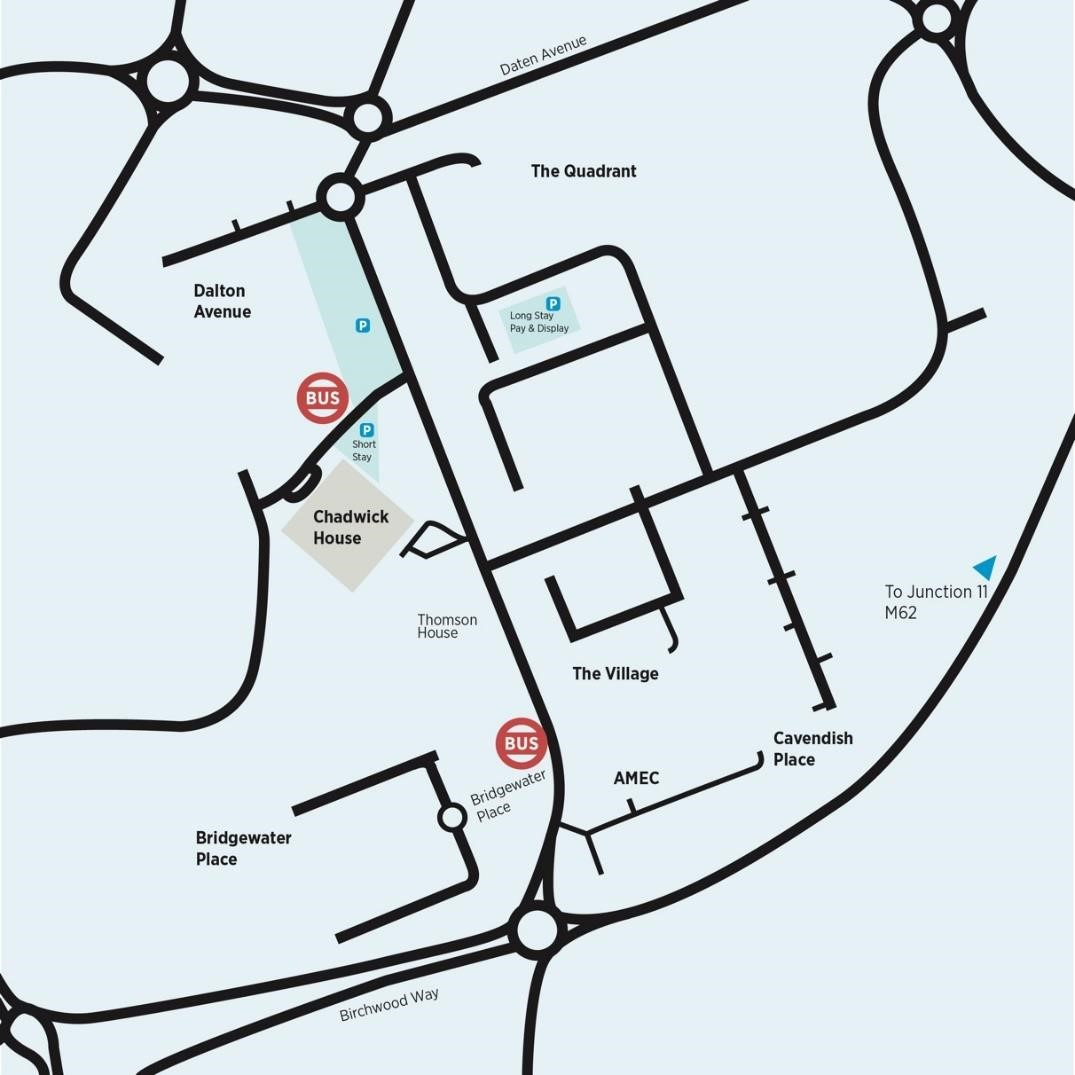 Daten Avenue
The Quadrant
Dalton
Avenue
P
Long Stay
Pay & Display
P
BUS
P
Short
Stay
Chadwick
House
To Junction 11
M62
Thomson
House
The Village
BUS
Cavendish
Place
AMEC
Bridgewater
Place
Bridgewater
Place
Birchwood Way